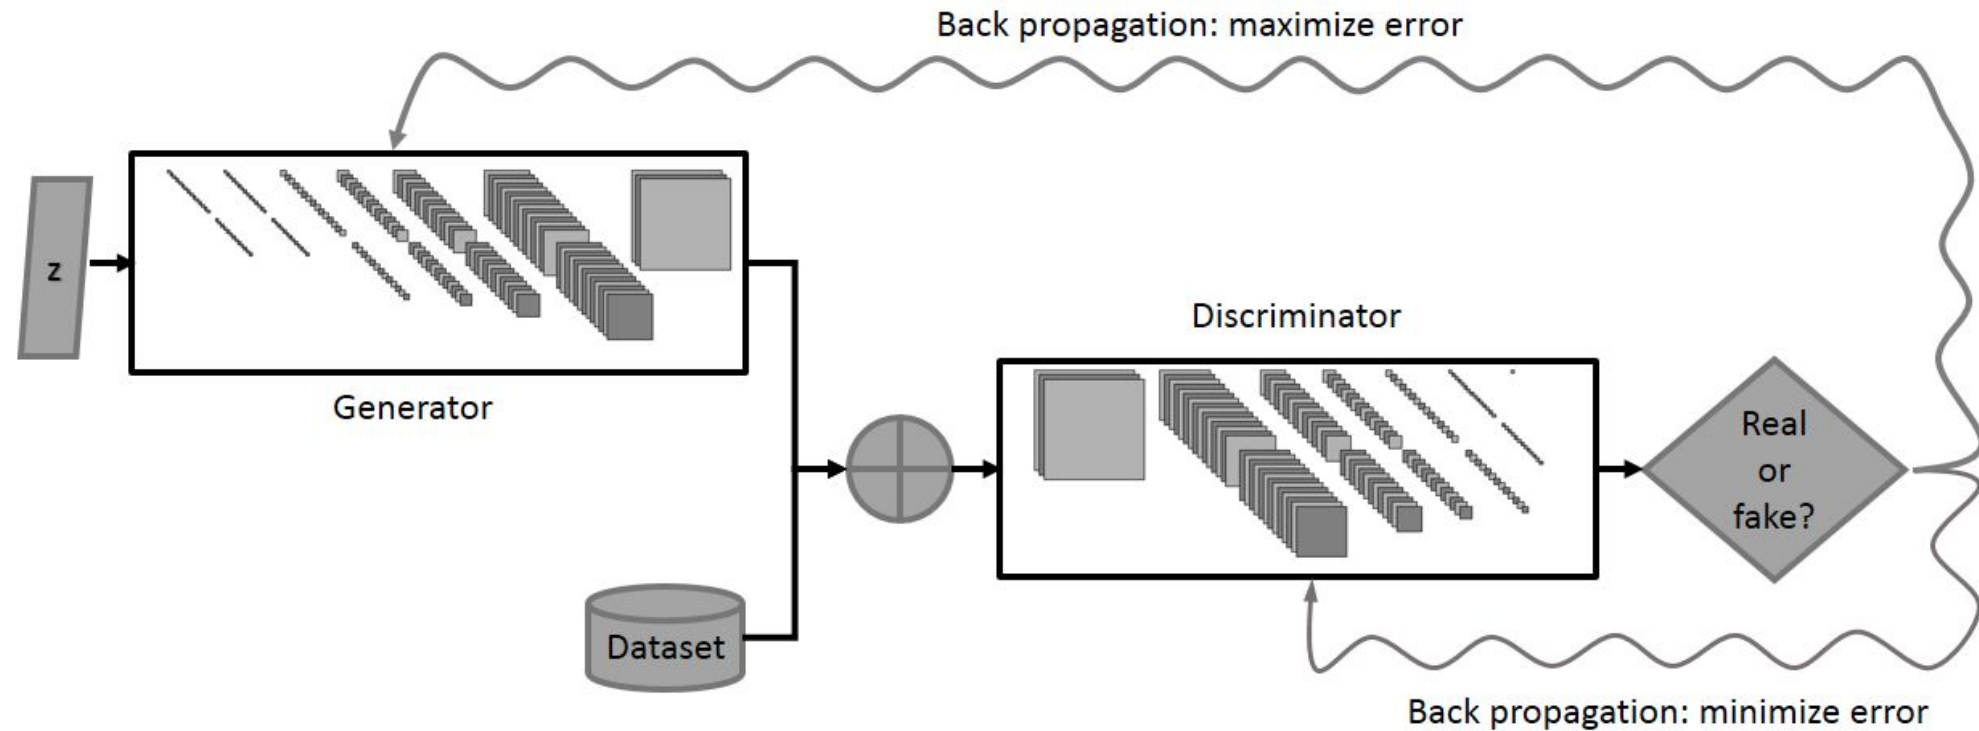 Back propagation: maximize error
z
Generator
Discriminator
Real
or
fake?
Dataset
Back propagation: minimize error